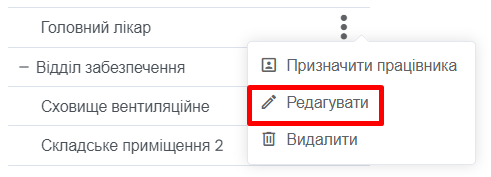 Головний лікар
Відділ забезпечення
Призначити працівника
Сховище вентиляційне
Редагувати
Складське приміщення 2
Видалити